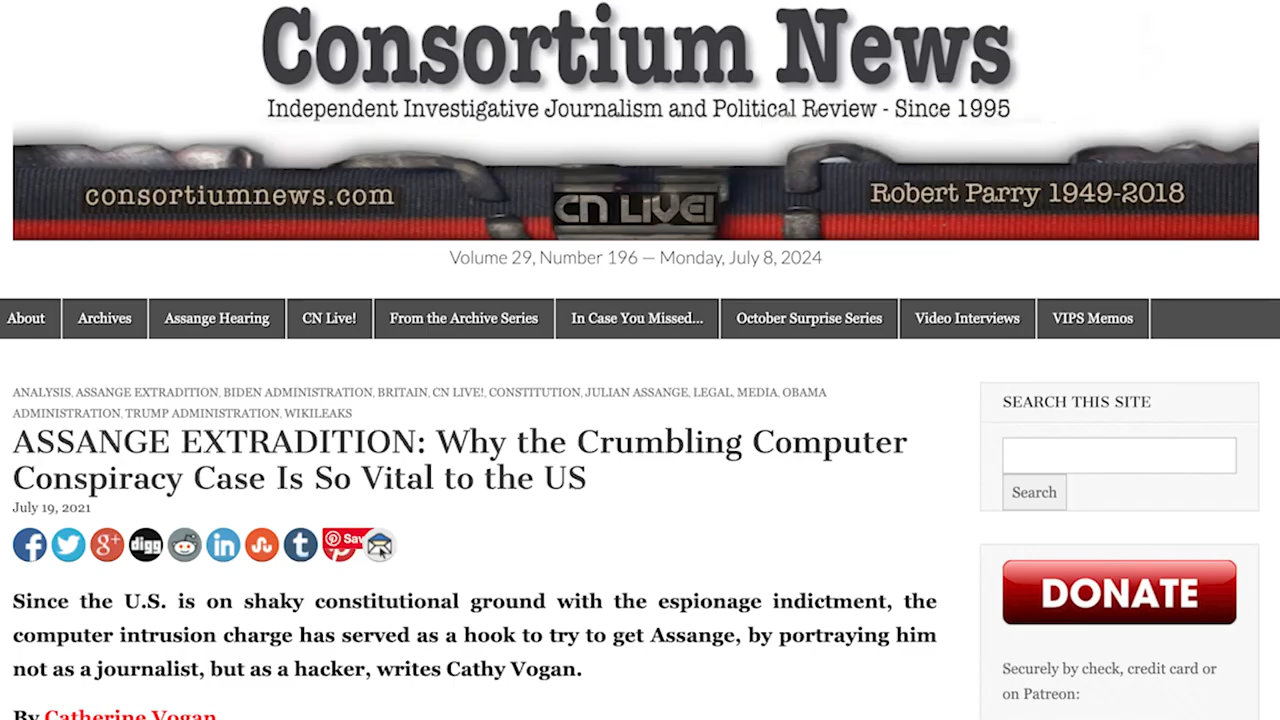 Consortium News
Independent Investigative Journalism and Political Review - Since 1995
consortiumnews.com
CN LIVE!
Robert Parry 1949-2018
Volume 29, Number 196 — Monday, July 8, 2024
About
Archives
Assange Hearing
CN Live!
From the Archive Series
In Case You Missed...
October Surprise Series
Video Interviews
VIPS Memos
ANALYSIS, ASSANGE EXTRADITION, BIDEN ADMINISTRATION, BRITAIN, CN LIVE!, CONSTITUTION, JULIAN ASSANGE, LEGAL, MEDIA, OBAMA
ADMINISTRATION, TRUMP ADMINISTRATION, WIKILEAKS
ASSANGE EXTRADITION: Why the Crumbling Computer
Conspiracy Case Is So Vital to the US
July 19, 2021
digg
Sav
Since the U.S. is on shaky constitutional ground with the espionage indictment, the
computer intrusion charge has served as a hook to try to get Assange, by portraying him
not as a journalist, but as a hacker, writes Cathy Vogan.
By Catherine Vogan
SEARCH THIS SITE
Search
DONATE
Securely by check, credit card or
on Patreon: